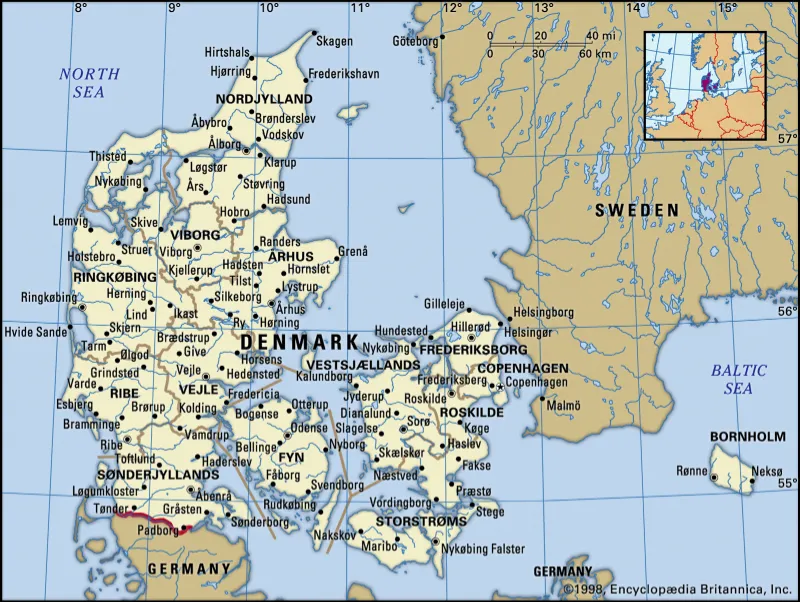 8
9
10
11
12
13
14
15
Skagen
Göteborg
0
20
40 mi
0
30
60 km
Hirtshals
NORTH
SEA
Hjørring
Frederikshavn
NORDJYLLAND
Brønderslev
Åbybro
Vodskov
57°
Ålborg
Thisted
Klarup
Løgstør
Nykøbing
Års
Støvring
Hadsund
Hobro
SWEDEN
Lemvig
Skive
VIBORG
Struer
Viborg
Randers
Grenå
Holstebro
ÅRHUS
Kjellerup
Hadsten
Hornslet
RINGKØBING
Tilst
Lystrup
Ringkøbing
Herning
Silkeborg
Århus
Gilleleje
Helsingborg
56°
Lind
Ikast
Ry
Hørning
Hvide Sande
Skjern
Hundested
Hillerød
Helsingør
Tarm
Brædstrup
DENMARK
Nykøbing
FREDERIKSBORG
Ølgod
Give
Horsens
VESTSJÆLLANDS
COPENHAGEN
BALTIC
SEA
Grindsted
Vejle
Hedensted
Kalundborg
Frederiksberg
Copenhagen
Varde
RIBE
VEJLE
Fredericia
Jyderup
Roskilde
Malmö
Esbjerg
Brørup
Kolding
Otterup
Bogense
Dianalund
ROSKILDE
Bramminge
Vamdrup
Odense
Slagelse
Sorø
Køge
BORNHOLM
Ribe
Bellinge
Nyborg
Haslev
Toftlund
Haderslev
FYN
Skælskør
Fakse
Rønne
Neksø
SØNDERJYLLANDS
Fåborg
Næstved
55°
Løgumkloster
Åbenrå
Svendborg
Præstø
Tønder
Gråsten
Rudkøbing
Vordingborg
Stege
Sønderborg
STORSTRØMS
Padborg
Nakskov
Maribo
Nykøbing Falster
GERMANY
GERMANY
©1998, Encyclopædia Britannica, Inc.